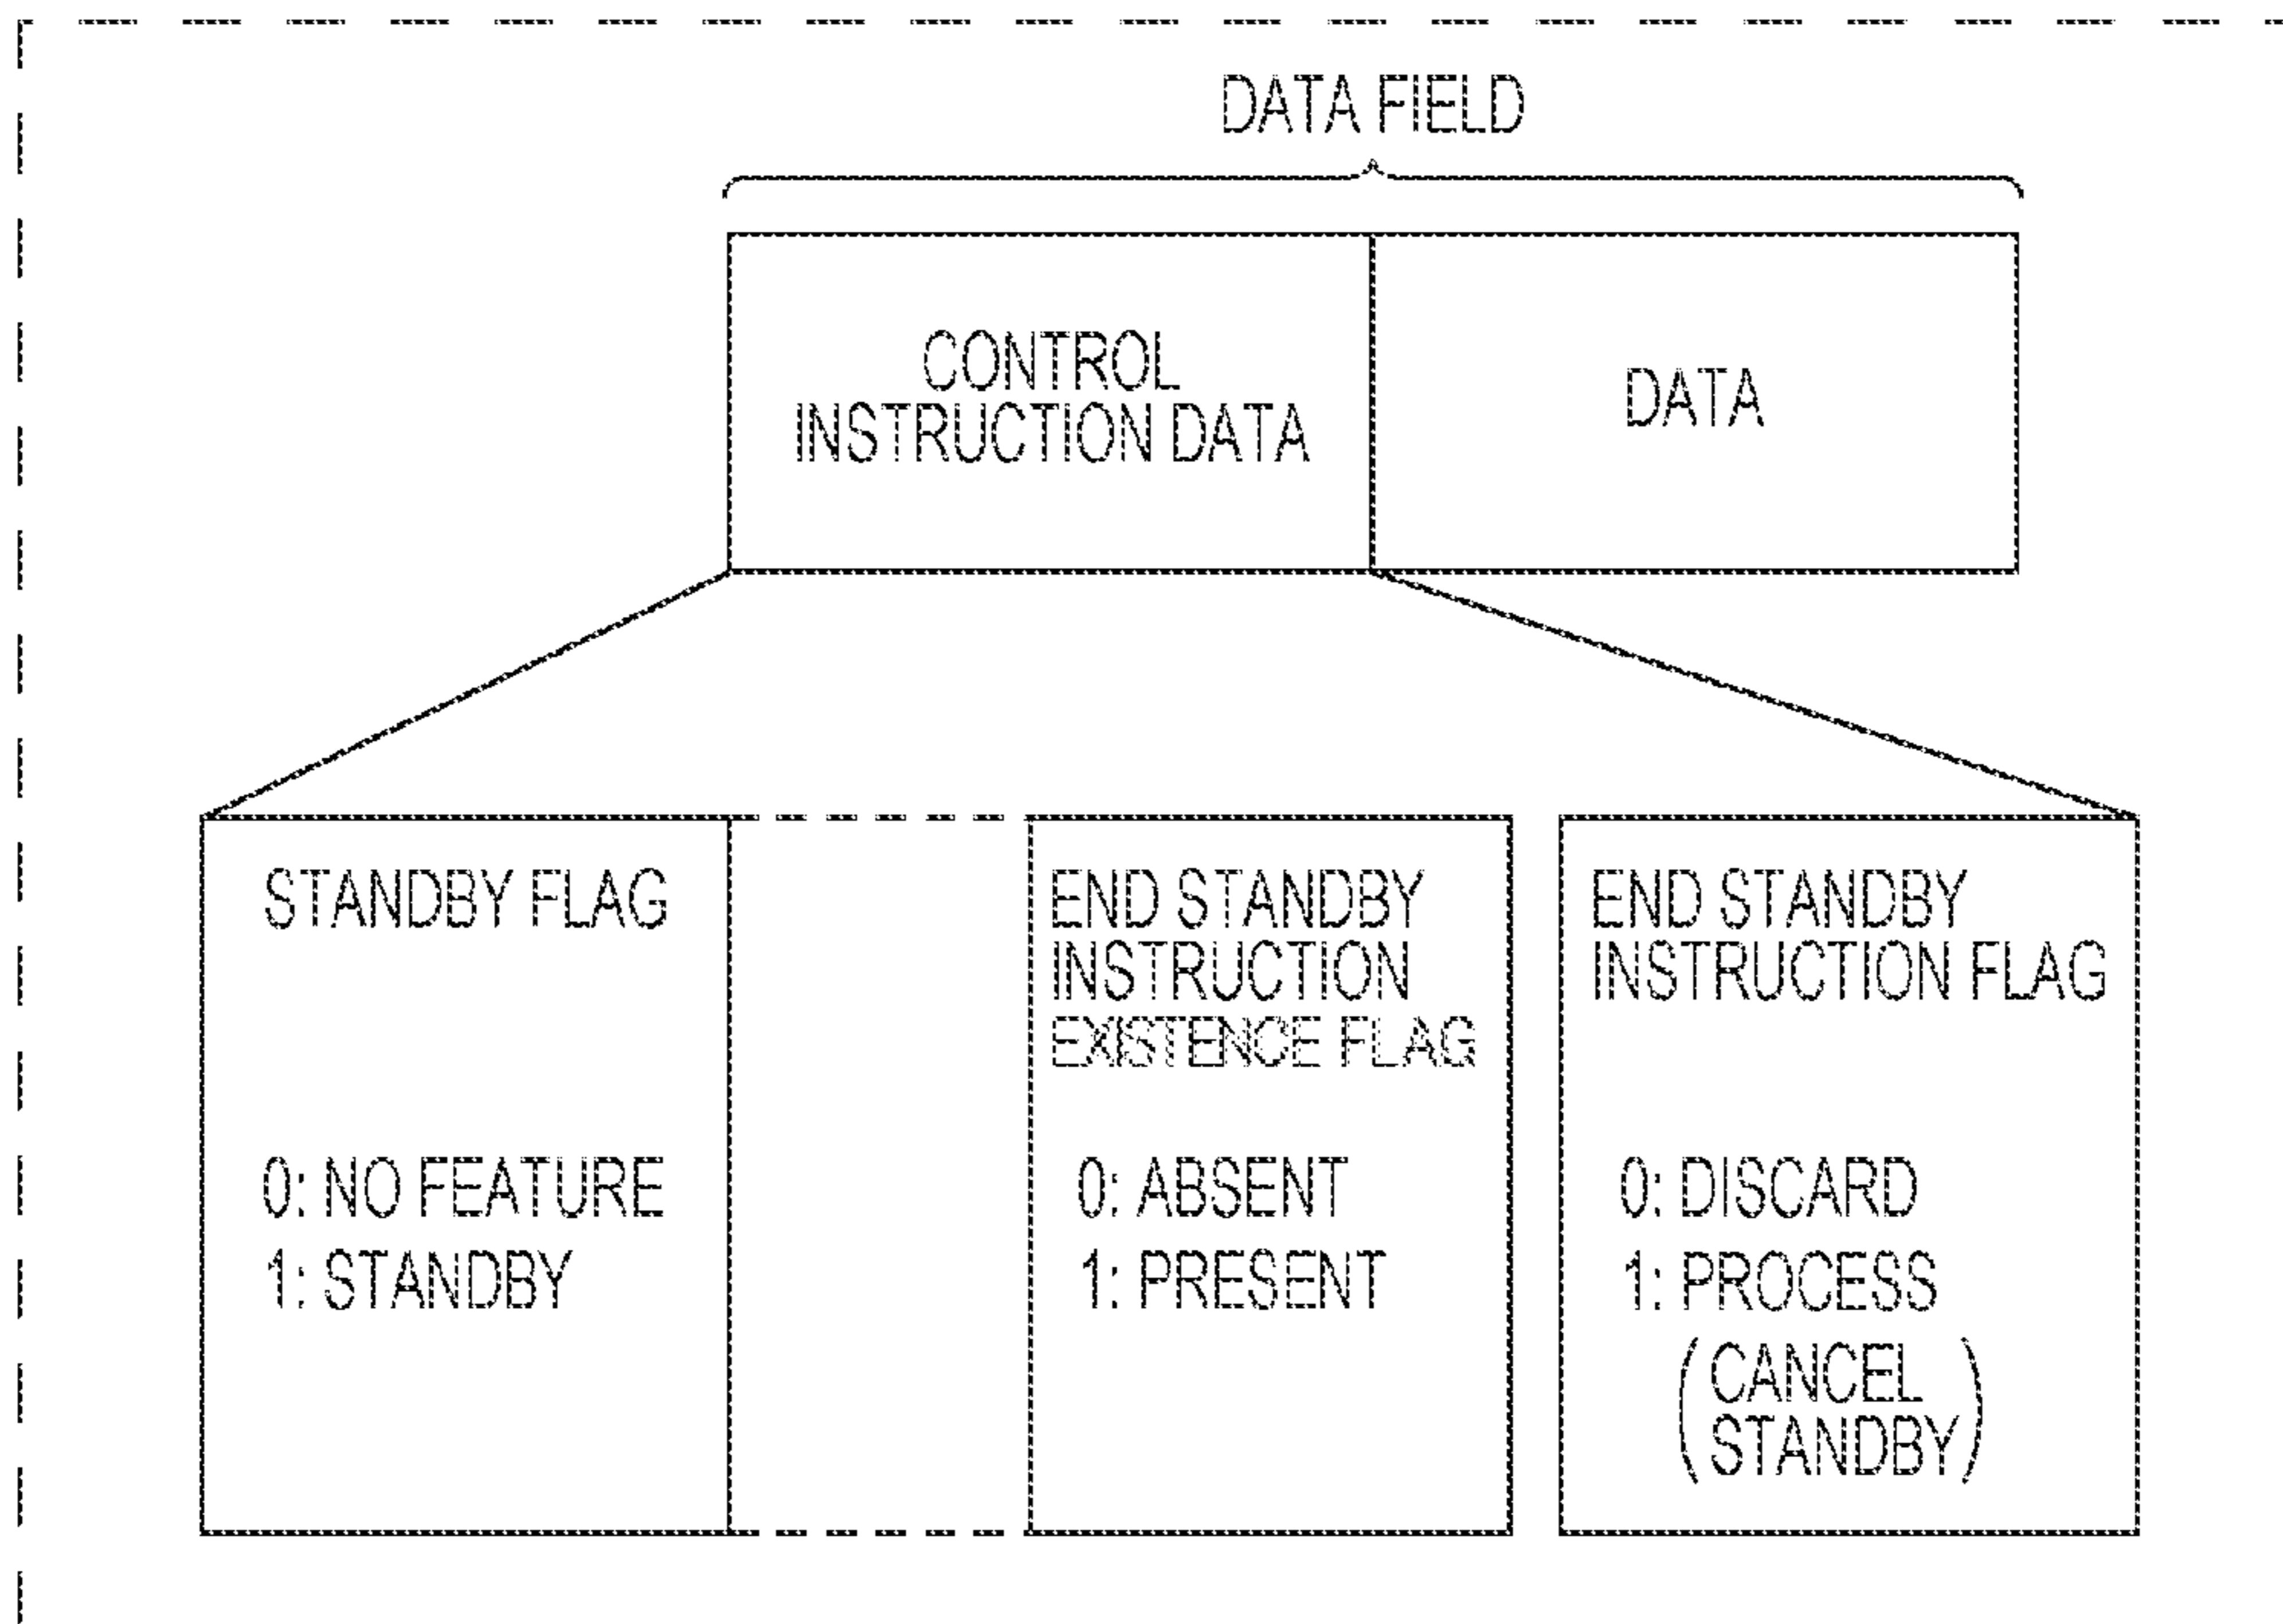 DATA FIELD
CONTROL
INSTRUCTION DATA
DATA
STANDBY FLAG
0: NO FEATURE
1: STANDBY
END STANDBY
INSTRUCTION
EXISTENCE FLAG
0: ABSENT
1: PRESENT
END STANDBY
INSTRUCTION FLAG
0: DISCARD
1: PROCESS
(CANCEL
STANDBY)